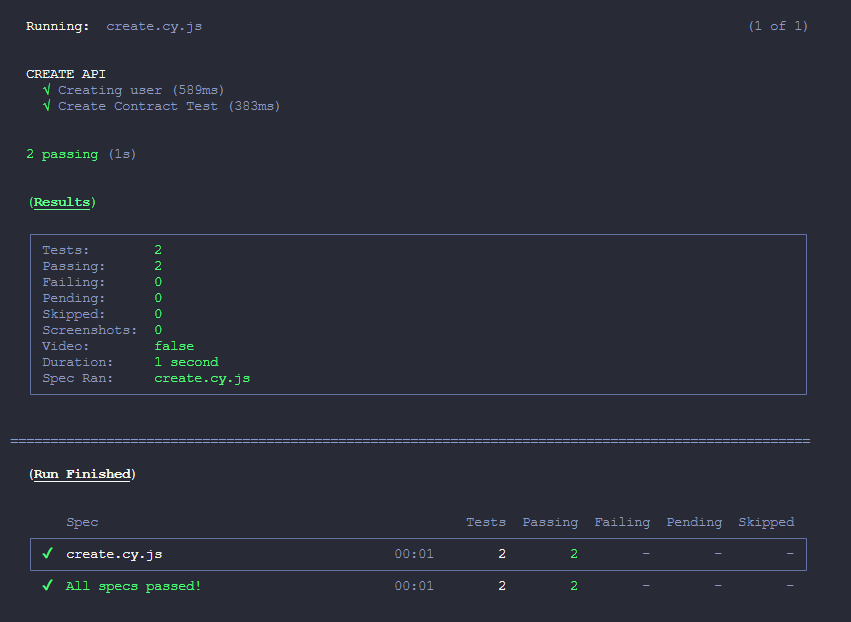 Running: create.cy.js (1 of 1)
CREATE API
√ Creating user (589ms)
√ Create Contract Test (383ms)
2 passing (1s)
(Results)
Tests: 2
Passing: 2
Failing: 0
Pending: 0
Skipped: 0
Screenshots: 0
Video: false
Duration: 1 second
Spec Ran: create.cy.js
====================================================================================================
(Run Finished)
Spec Tests Passing Failing Pending Skipped
✓ create.cy.js 00:01 2 2 - - -
✓ All specs passed! 00:01 2 2 - - -